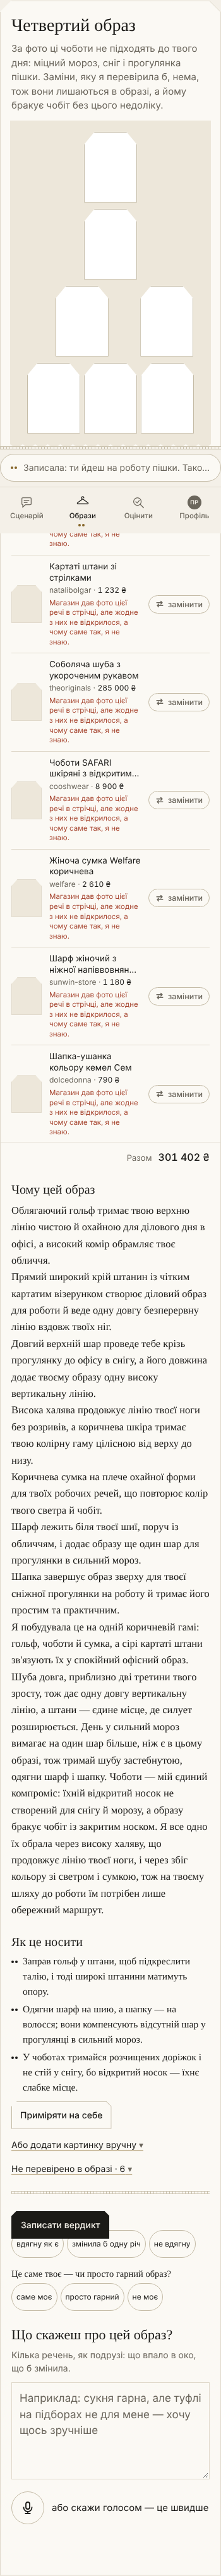 Четвертий образ
За фото ці чоботи не підходять до твого
дня: міцний мороз, сніг і прогулянка
пішки. Заміни, яку я перевірила б, нема,
тож вони лишаються в образі, а йому
бракує чобіт без цього недоліку.
Записала: ти йдеш на роботу пішки. Тако...
Сценарій
Образи
Оцінити
ПР
Профіль
чому саме так, я не
знаю.
Картаті штани зі
стрілками
natalibolgar · 1 232 ₴
Магазин дав фото цієї
речі в стрічці, але жодне
з них не відкрилося, а
чому саме так, я не
знаю.
замінити
Соболяча шуба з
укороченим рукавом
theoriginals · 285 000 ₴
Магазин дав фото цієї
речі в стрічці, але жодне
з них не відкрилося, а
чому саме так, я не
знаю.
замінити
Чоботи SAFARI
шкіряні з відкритим...
cooshwear · 8 900 ₴
Магазин дав фото цієї
речі в стрічці, але жодне
з них не відкрилося, а
чому саме так, я не
знаю.
замінити
Жіноча сумка Welfare
коричнева
welfare · 2 610 ₴
Магазин дав фото цієї
речі в стрічці, але жодне
з них не відкрилося, а
чому саме так, я не
знаю.
замінити
Шарф жіночий з
ніжної напіввовнян...
sunwin-store · 1 180 ₴
Магазин дав фото цієї
речі в стрічці, але жодне
з них не відкрилося, а
чому саме так, я не
знаю.
замінити
Шапка-ушанка
кольору кемел Сем
dolcedonna · 790 ₴
Магазин дав фото цієї
речі в стрічці, але жодне
з них не відкрилося, а
чому саме так, я не
знаю.
замінити
Разом 301 402 ₴
Чому цей образ
Облягаючий гольф тримає твою верхню
лінію чистою й охайною для ділового дня в
офісі, а високий комір обрамляє твоє
обличчя.
Прямий широкий крій штанин із чітким
картатим візерунком створює діловий образ
для роботи й веде одну довгу безперервну
лінію вздовж твоїх ніг.
Довгий верхній шар проведе тебе крізь
прогулянку до офісу в снігу, а його довжина
додає твоєму образу одну високу
вертикальну лінію.
Висока халява продовжує лінію твоєї ноги
без розривів, а коричнева шкіра тримає
твою колірну гаму цілісною від верху до
низу.
Коричнева сумка на плече охайної форми
для твоїх робочих речей, що повторює колір
твого светра й чобіт.
Шарф лежить біля твоєї шиї, поруч із
обличчям, і додає образу ще один шар для
прогулянки в сильний мороз.
Шапка завершує образ зверху для твоєї
сніжної прогулянки на роботу й тримає його
простим та практичним.
Я побудувала це на одній коричневій гамі:
гольф, чоботи й сумка, а сірі картаті штани
зв'язують їх у спокійний офісний образ.
Шуба довга, приблизно дві третини твого
зросту, тож дає одну довгу вертикальну
лінію, а штани — єдине місце, де силует
розширюється. День у сильний мороз
вимагає на один шар більше, ніж є в цьому
образі, тож тримай шубу застебнутою,
одягни шарф і шапку. Чоботи — мій єдиний
компроміс: їхній відкритий носок не
створений для снігу й морозу, а образу
бракує чобіт із закритим носком. Я все одно
їх обрала через високу халяву, що
продовжує лінію твоєї ноги, і через збіг
кольору зі светром і сумкою, тож на твоєму
шляху до роботи їм потрібен лише
обережний маршрут.
Як це носити
Заправ гольф у штани, щоб підкреслити
талію, і тоді широкі штанини матимуть
опору.
Одягни шарф на шию, а шапку — на
волосся; вони компенсують відсутній шар у
прогулянці в сильний мороз.
У чоботах тримайся розчищених доріжок і
не стій у снігу, бо відкритий носок — їхнє
слабке місце.
Приміряти на себе
Або додати картинку вручну ▾
Не перевірено в образі · 6 ▾
Записати вердикт
вдягну як є
змінила б одну річ
не вдягну
Це саме твоє — чи просто гарний образ?
саме моє
просто гарний
не моє
Що скажеш про цей образ?
Кілька речень, як подрузі: що впало в око,
що б змінила.
Наприклад: сукня гарна, але туфлі
на підборах не для мене — хочу
щось зручніше
або скажи голосом — це швидше